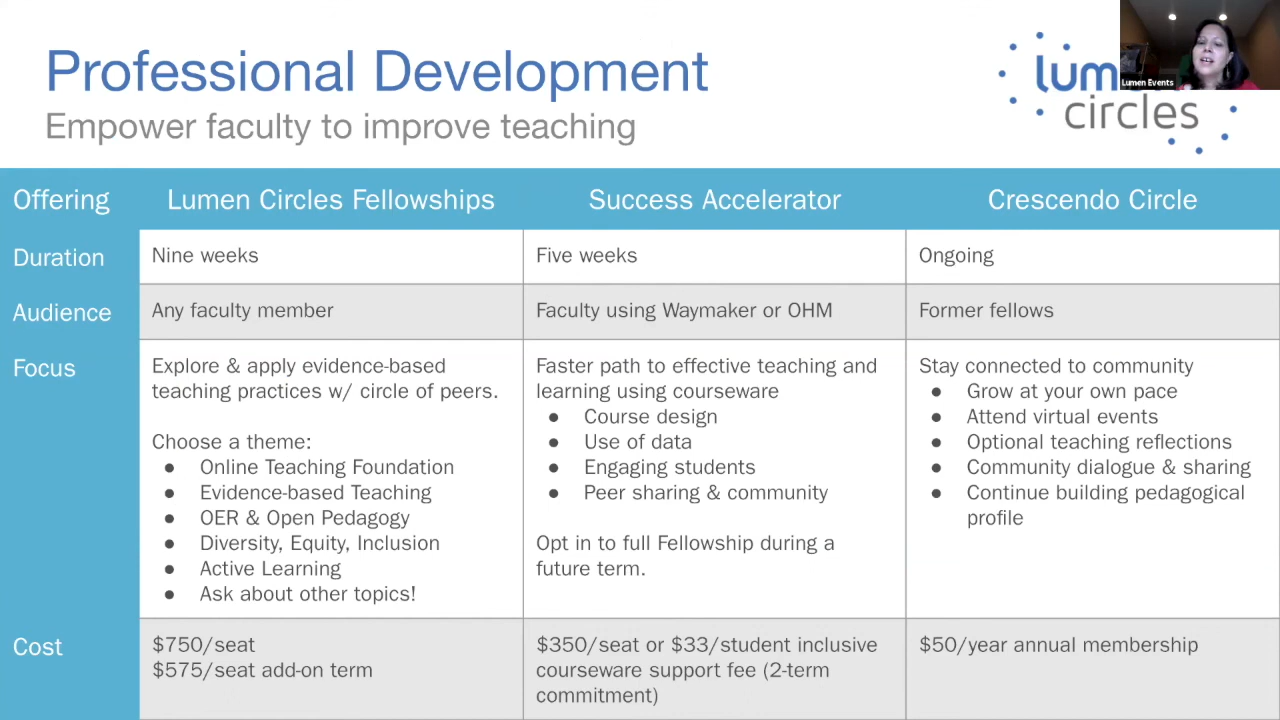 Professional Development
Empower faculty to improve teaching
lum
circles
Lumen Events
Offering
Lumen Circles Fellowships
Success Accelerator
Crescendo Circle
Duration
Nine weeks
Five weeks
Ongoing
Audience
Any faculty member
Faculty using Waymaker or OHM
Former fellows
Focus
Explore & apply evidence-based
teaching practices w/ circle of peers.
Choose a theme:
● Online Teaching Foundation
● Evidence-based Teaching
● OER & Open Pedagogy
● Diversity, Equity, Inclusion
● Active Learning
● Ask about other topics!
Faster path to effective teaching and
learning using courseware
● Course design
● Use of data
● Engaging students
● Peer sharing & community
Opt in to full Fellowship during a
future term.
Stay connected to community
● Grow at your own pace
● Attend virtual events
● Optional teaching reflections
● Community dialogue & sharing
● Continue building pedagogical
profile
Cost
$750/seat
$575/seat add-on term
$350/seat or $33/student inclusive
courseware support fee (2-term
commitment)
$50/year annual membership